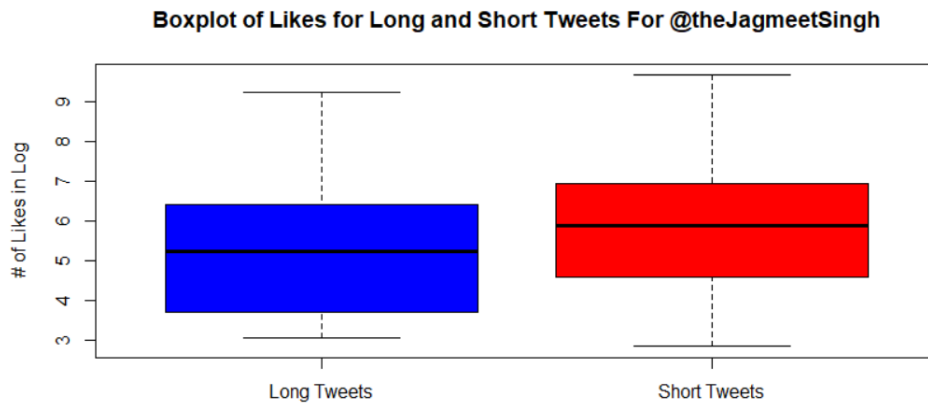 Boxplot of Likes for Long and Short Tweets For @theJagmeetSingh
# of Likes in Log
9
8
7
6
5
4
3
Long Tweets
Short Tweets